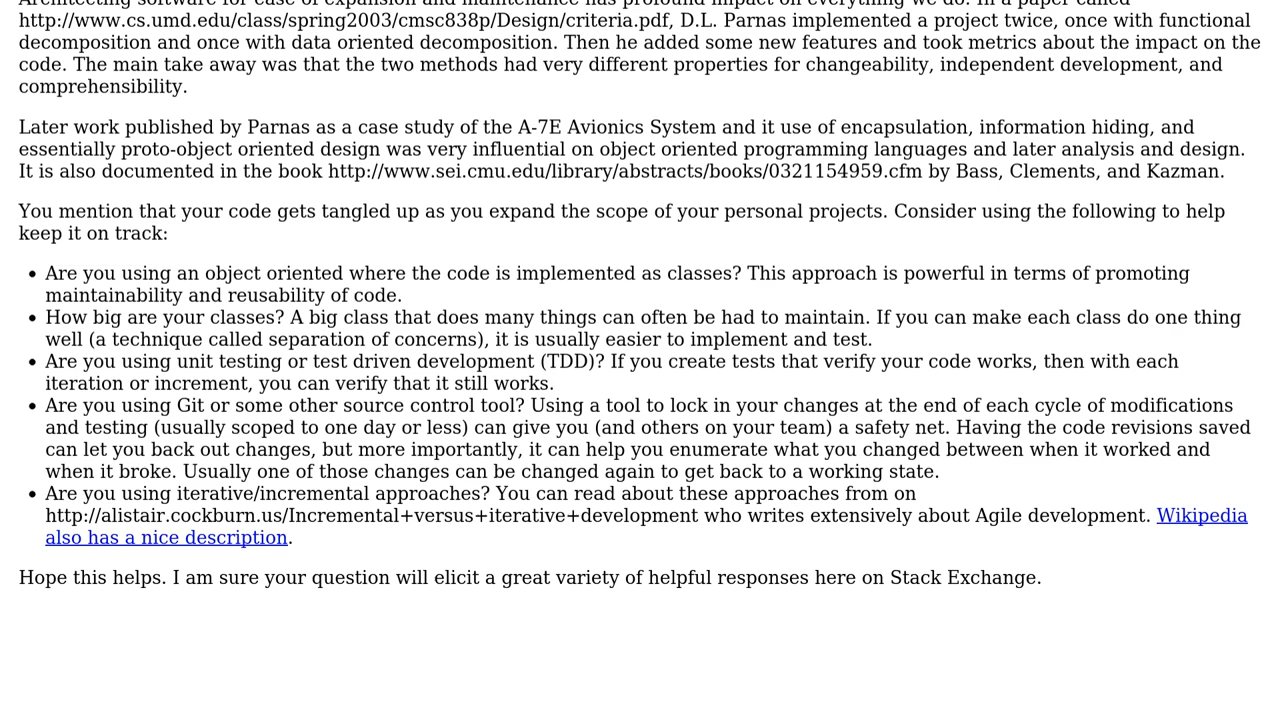 Architecting software for ease of expansion and maintenance has profound impact on everything we do. In a paper called
http://www.cs.umd.edu/class/spring2003/cmsc838p/Design/criteria.pdf, D.L. Parnas implemented a project twice, once with functional
decomposition and once with data oriented decomposition. Then he added some new features and took metrics about the impact on the
code. The main take away was that the two methods had very different properties for changeability, independent development, and
comprehensibility.
Later work published by Parnas as a case study of the A-7E Avionics System and it use of encapsulation, information hiding, and
essentially proto-object oriented design was very influential on object oriented programming languages and later analysis and design.
It is also documented in the book http://www.sei.cmu.edu/library/abstracts/books/0321154959.cfm by Bass, Clements, and Kazman.
You mention that your code gets tangled up as you expand the scope of your personal projects. Consider using the following to help
keep it on track:
• Are you using an object oriented where the code is implemented as classes? This approach is powerful in terms of promoting
maintainability and reusability of code.
• How big are your classes? A big class that does many things can often be had to maintain. If you can make each class do one thing
well (a technique called separation of concerns), it is usually easier to implement and test.
• Are you using unit testing or test driven development (TDD)? If you create tests that verify your code works, then with each
iteration or increment, you can verify that it still works.
• Are you using Git or some other source control tool? Using a tool to lock in your changes at the end of each cycle of modifications
and testing (usually scoped to one day or less) can give you (and others on your team) a safety net. Having the code revisions saved
can let you back out changes, but more importantly, it can help you enumerate what you changed between when it worked and
when it broke. Usually one of those changes can be changed again to get back to a working state.
• Are you using iterative/incremental approaches? You can read about these approaches from on
http://alistair.cockburn.us/Incremental+versus+iterative+development who writes extensively about Agile development. Wikipedia
also has a nice description.
Hope this helps. I am sure your question will elicit a great variety of helpful responses here on Stack Exchange.